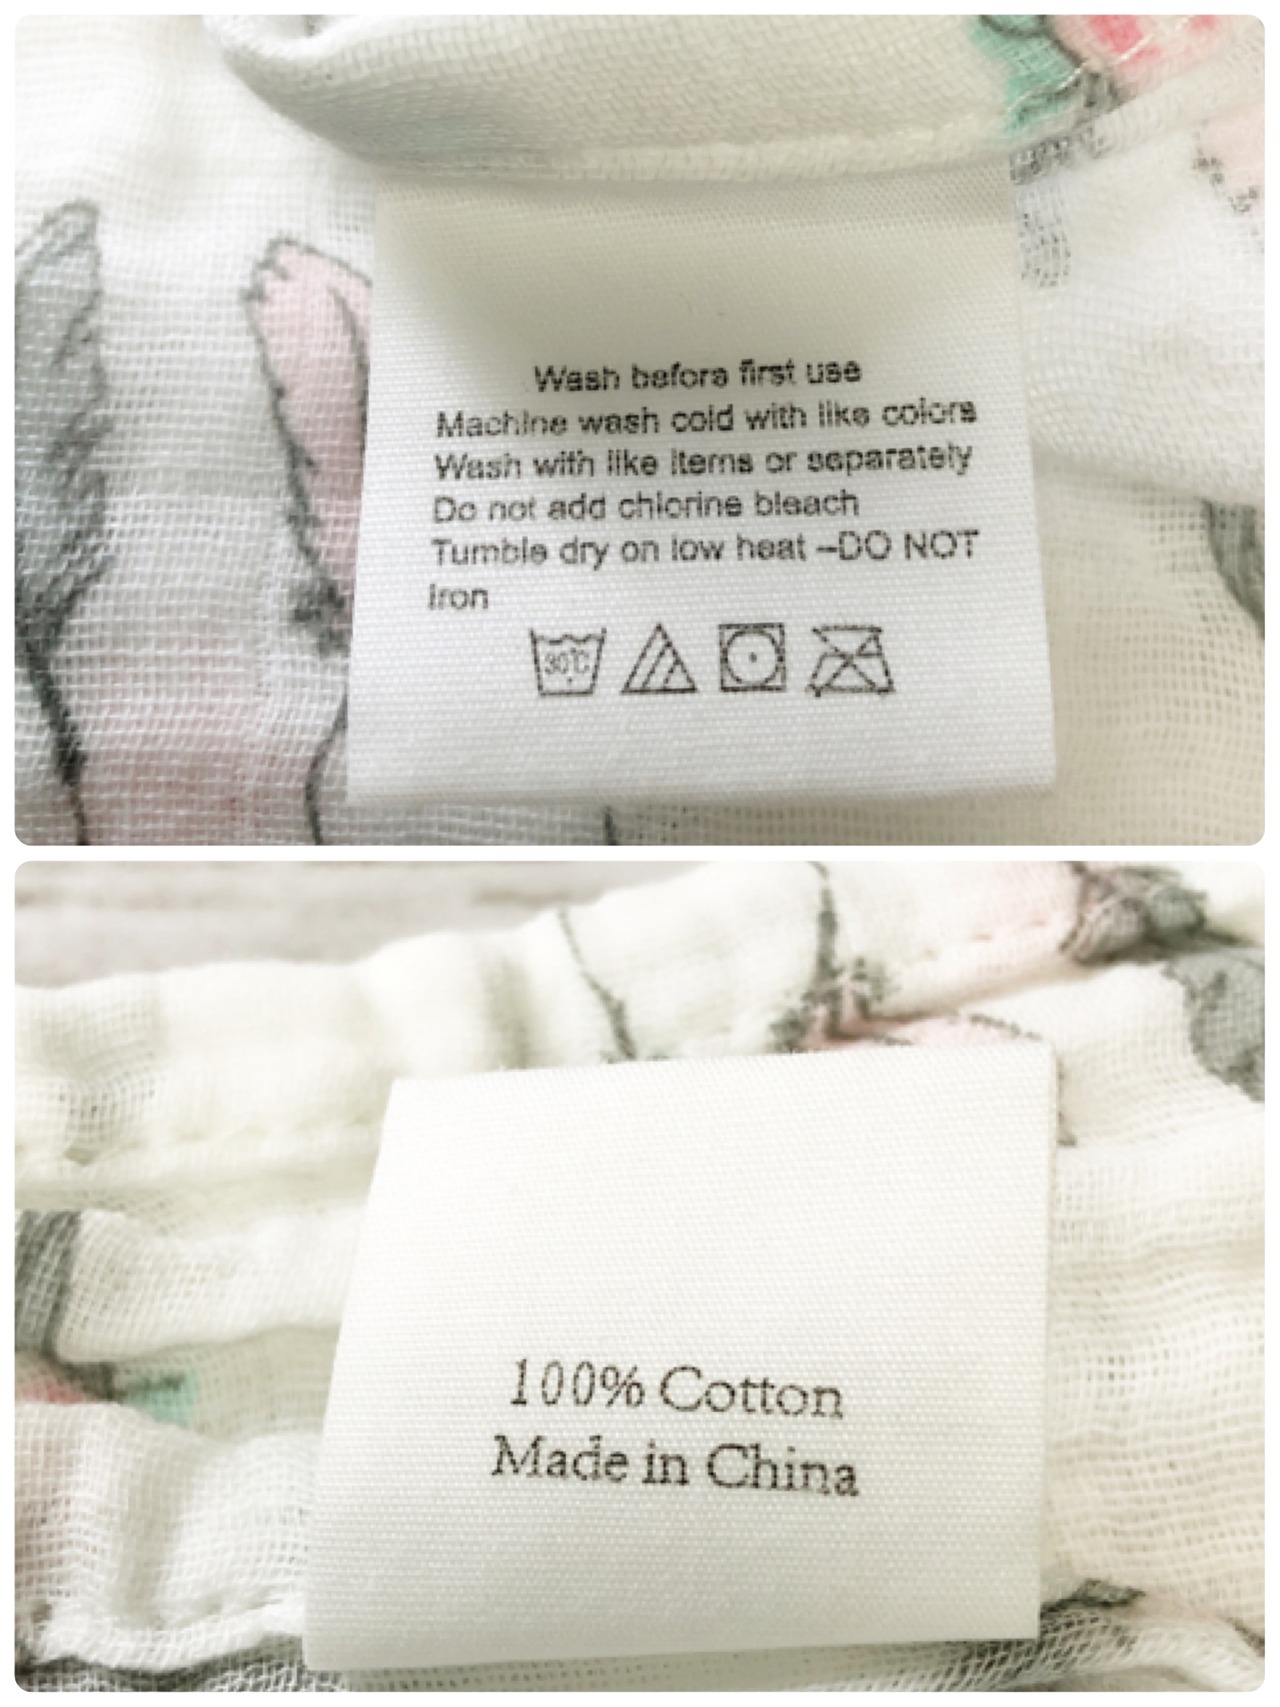 Wash before first use
Machine wash cold with like colors
Wash with like items or separately
Do not add chlorine bleach
Tumble dry on low heat –DO NOT
iron
30℃
100% Cotton
Made in China